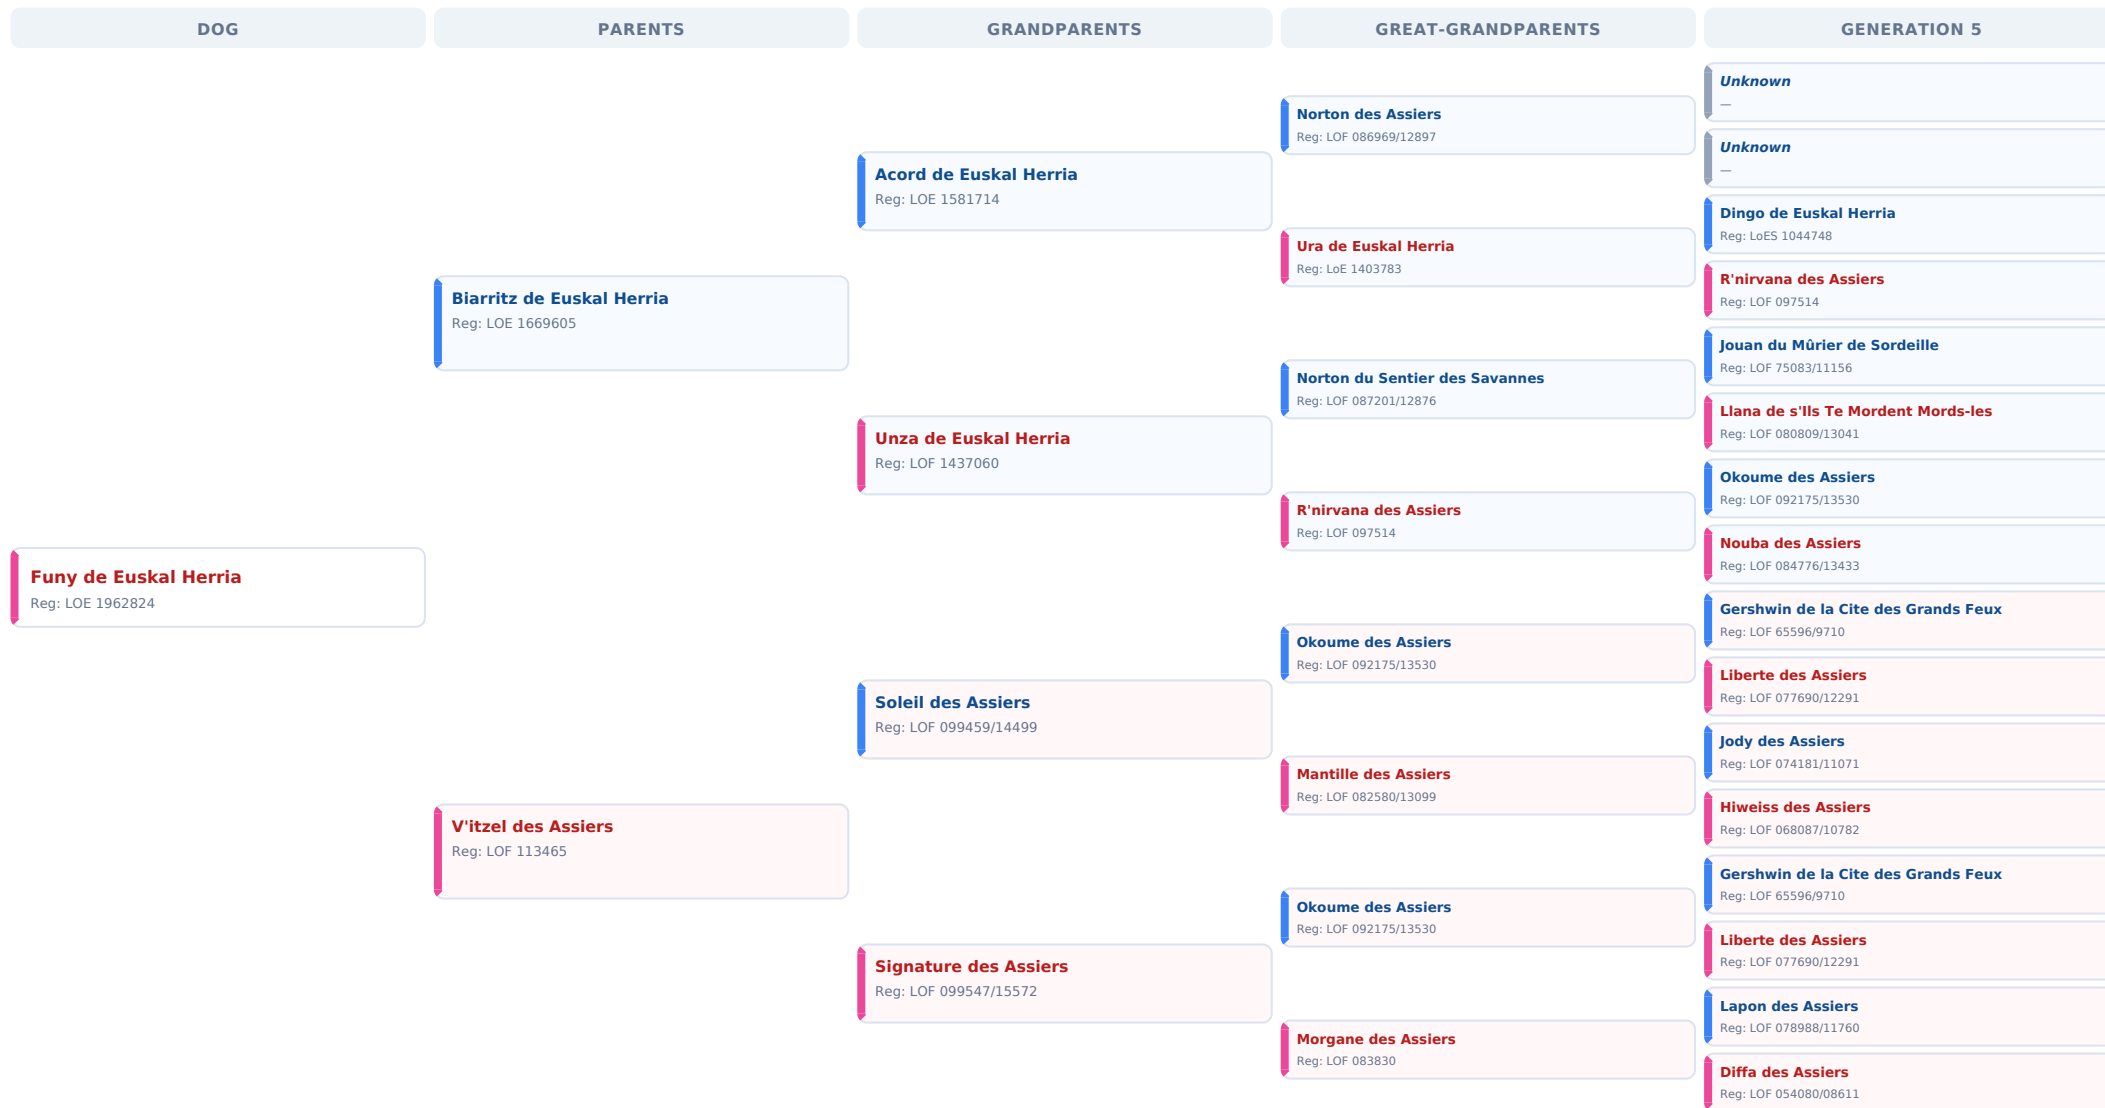 DOG
PARENTS
GRANDPARENTS
GREAT-GRANDPARENTS
GENERATION 5
Funy de Euskal Herria
Reg: LOE 1962824
Biarritz de Euskal Herria
Reg: LOE 1669605
V'itzel des Assiers
Reg: LOF 113465
Acord de Euskal Herria
Reg: LOE 1581714
Unza de Euskal Herria
Reg: LOF 1437060
Soleil des Assiers
Reg: LOF 099459/14499
Signature des Assiers
Reg: LOF 099547/15572
Norton des Assiers
Reg: LOF 086969/12897
Ura de Euskal Herria
Reg: LoE 1403783
Norton du Sentier des Savannes
Reg: LOF 087201/12876
R'nirvana des Assiers
Reg: LOF 097514
Okoume des Assiers
Reg: LOF 092175/13530
Mantille des Assiers
Reg: LOF 082580/13099
Okoume des Assiers
Reg: LOF 092175/13530
Morgane des Assiers
Reg: LOF 083830
Unknown
—
Unknown
—
Dingo de Euskal Herria
Reg: LoES 1044748
R'nirvana des Assiers
Reg: LOF 097514
Jouan du Mûrier de Sordeille
Reg: LOF 75083/11156
Llana de s'Ils Te Mordent Mords-les
Reg: LOF 080809/13041
Okoume des Assiers
Reg: LOF 092175/13530
Nouba des Assiers
Reg: LOF 084776/13433
Gershwin de la Cite des Grands Feux
Reg: LOF 65596/9710
Liberte des Assiers
Reg: LOF 077690/12291
Jody des Assiers
Reg: LOF 074181/11071
Hiweiss des Assiers
Reg: LOF 068087/10782
Gershwin de la Cite des Grands Feux
Reg: LOF 65596/9710
Liberte des Assiers
Reg: LOF 077690/12291
Lapon des Assiers
Reg: LOF 078988/11760
Diffa des Assiers
Reg: LOF 054080/08611